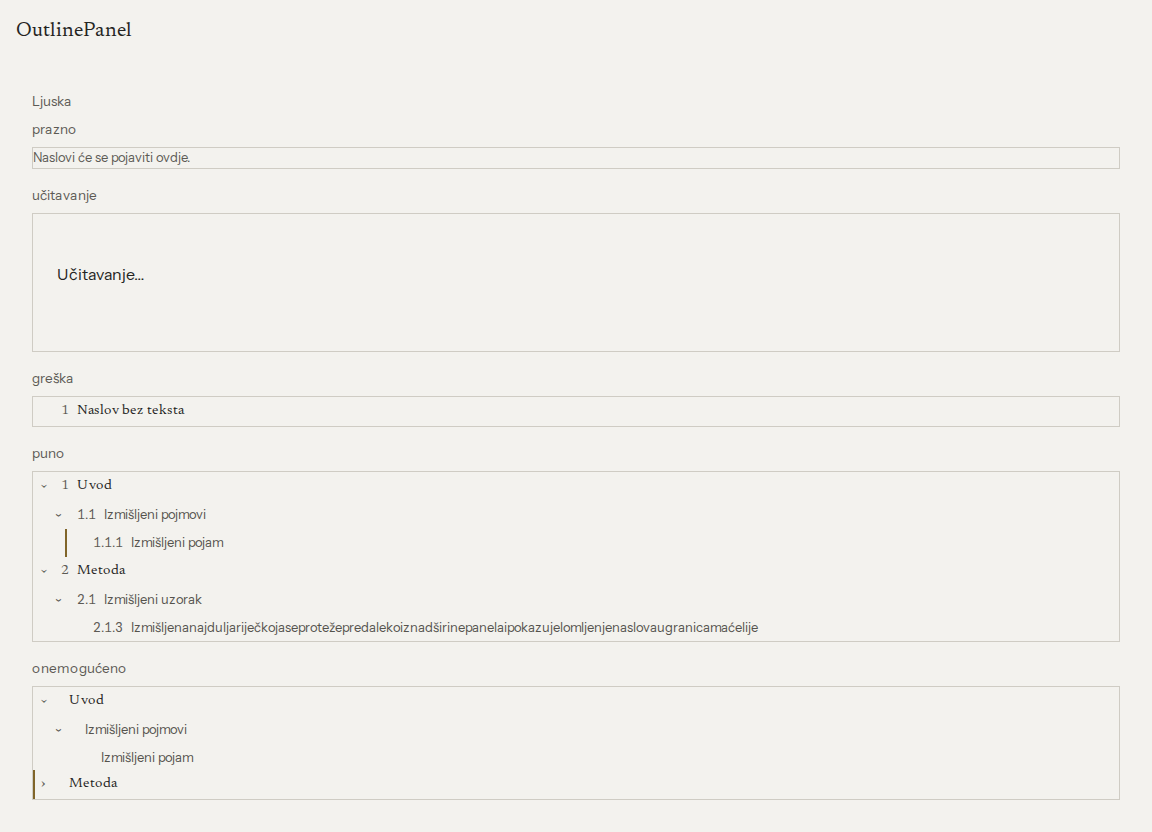 OutlinePanel
Ljuska
prazno
Naslovi će se pojaviti ovdje.
učitavanje
Učitavanje…
greška
1 Naslov bez teksta
puno
1 Uvod
1.1 Izmišljeni pojmovi
1.1.1 Izmišljeni pojam
2 Metoda
2.1 Izmišljeni uzorak
2.1.3 Izmišljenanajduljariječkojaseprotežepredalekoiznadširinepanelaipokazujelomljenjenaslovaugranicamaćelije
onemogućeno
Uvod
Izmišljeni pojmovi
Izmišljeni pojam
Metoda